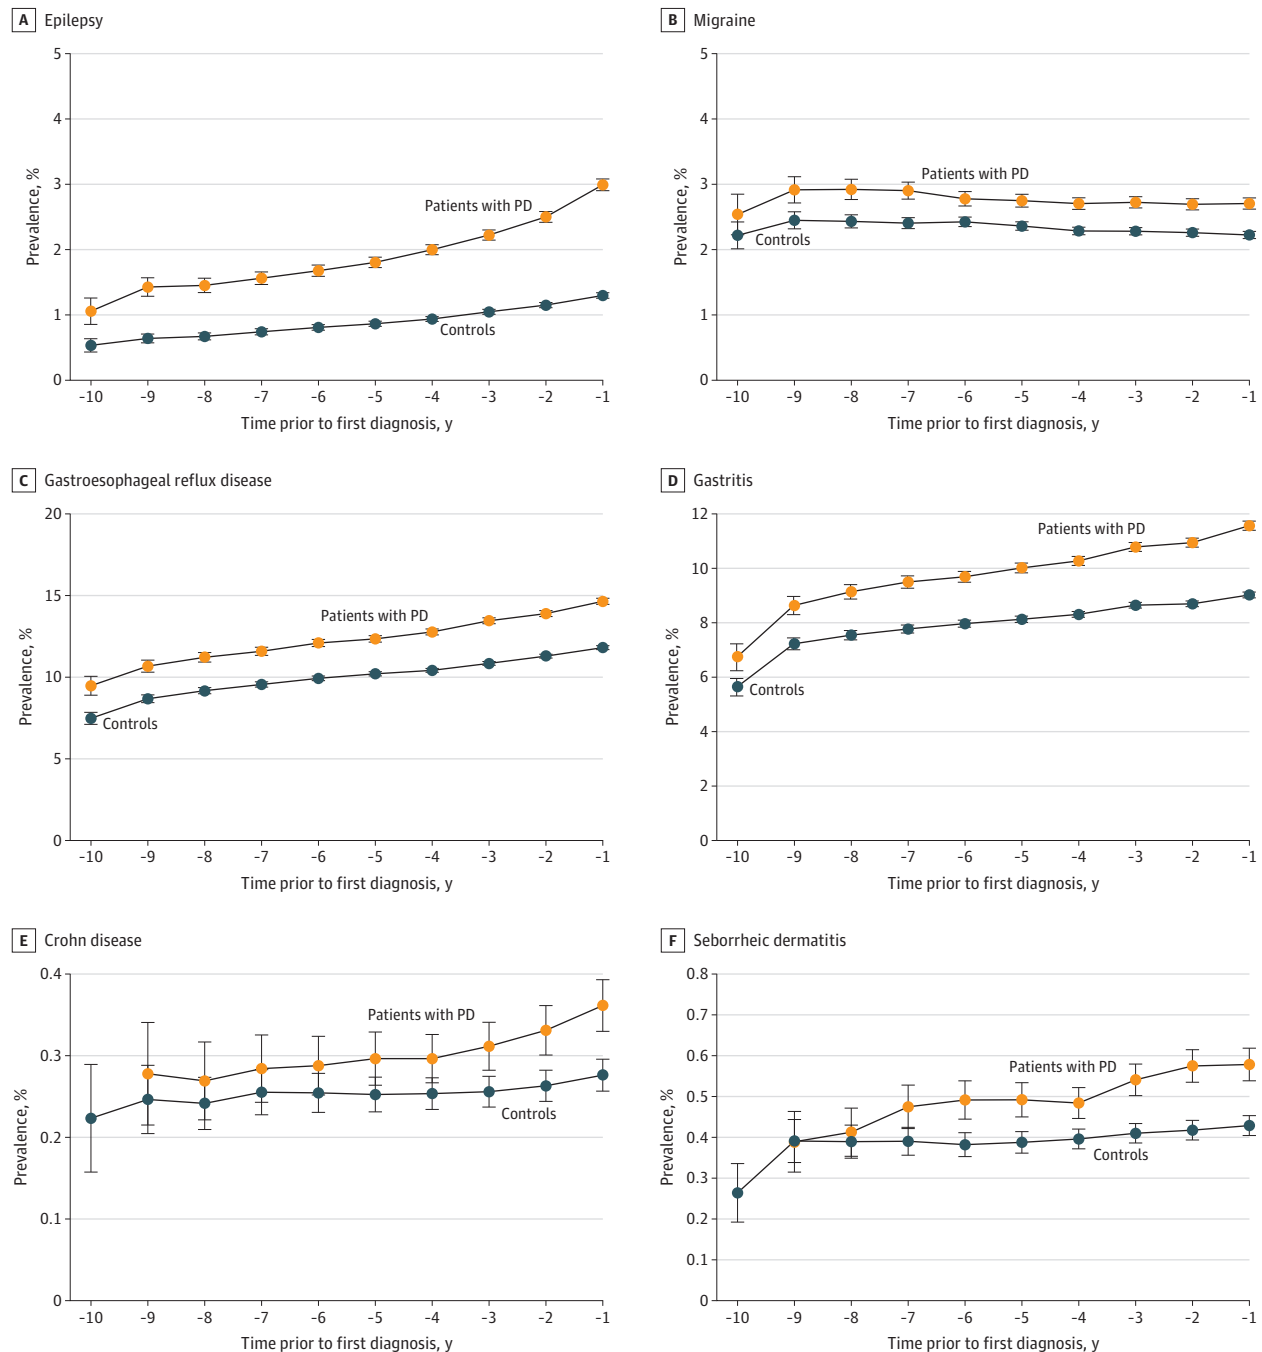 A Epilepsy
5
4
3
2
1
0
Prevalence, %
Patients with PD
Controls
-10 -9 -8 -7 -6 -5 -4 -3 -2 -1
Time prior to first diagnosis, y
B Migraine
5
4
3
2
1
0
Prevalence, %
Patients with PD
Controls
-10 -9 -8 -7 -6 -5 -4 -3 -2 -1
Time prior to first diagnosis, y
C Gastroesophageal reflux disease
20
15
10
5
0
Prevalence, %
Patients with PD
Controls
-10 -9 -8 -7 -6 -5 -4 -3 -2 -1
Time prior to first diagnosis, y
D Gastritis
12
10
8
6
4
2
0
Prevalence, %
Patients with PD
Controls
-10 -9 -8 -7 -6 -5 -4 -3 -2 -1
Time prior to first diagnosis, y
E Crohn disease
0.4
0.3
0.2
0.1
0
Prevalence, %
Patients with PD
Controls
-10 -9 -8 -7 -6 -5 -4 -3 -2 -1
Time prior to first diagnosis, y
F Seborrheic dermatitis
0.8
0.7
0.6
0.5
0.4
0.3
0.2
0.1
0
Prevalence, %
Patients with PD
Controls
-10 -9 -8 -7 -6 -5 -4 -3 -2 -1
Time prior to first diagnosis, y